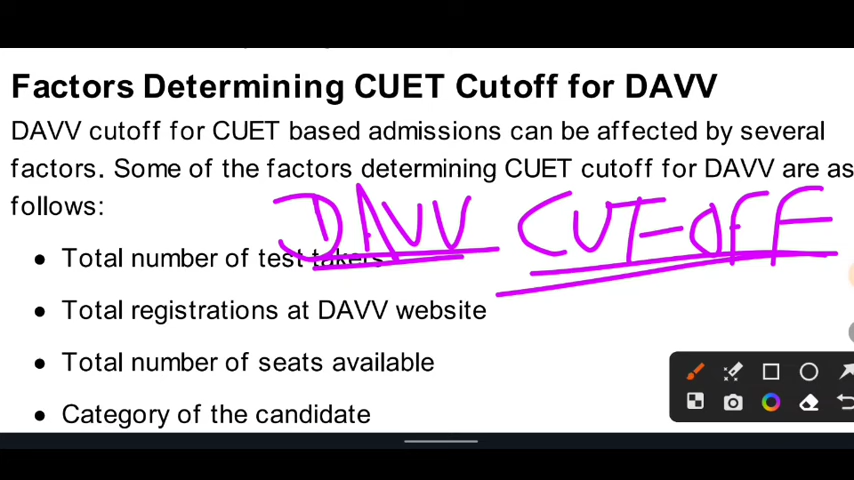 Factors Determining CUET Cutoff for DAVV
DAVV cutoff for CUET based admissions can be affected by several
factors. Some of the factors determining CUET cutoff for DAVV are as
follows:
DAVV CUT-OFF
• Total number of test takers
• Total registrations at DAVV website
• Total number of seats available
• Category of the candidate